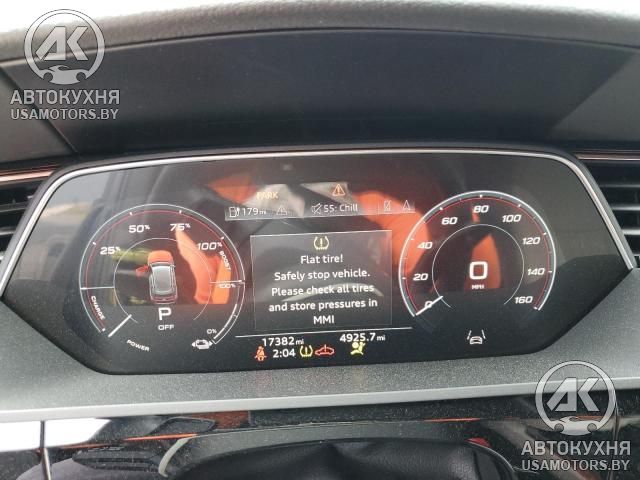 АК
АВТОКУХНЯ
USAMOTORS.BY
PARK
179mi
55: Chill
25% 50% 75% 100%
BOOST
100%
0%
CHARGE
POWER
P
OFF
Flat tire!
Safely stop vehicle.
Please check all tires
and store pressures in
MMI
0 20 40 60 80 100 120 140 160
0
MPH
17382mi 4925.7mi
2:04
АК
АВТОКУХНЯ
USAMOTORS.BY